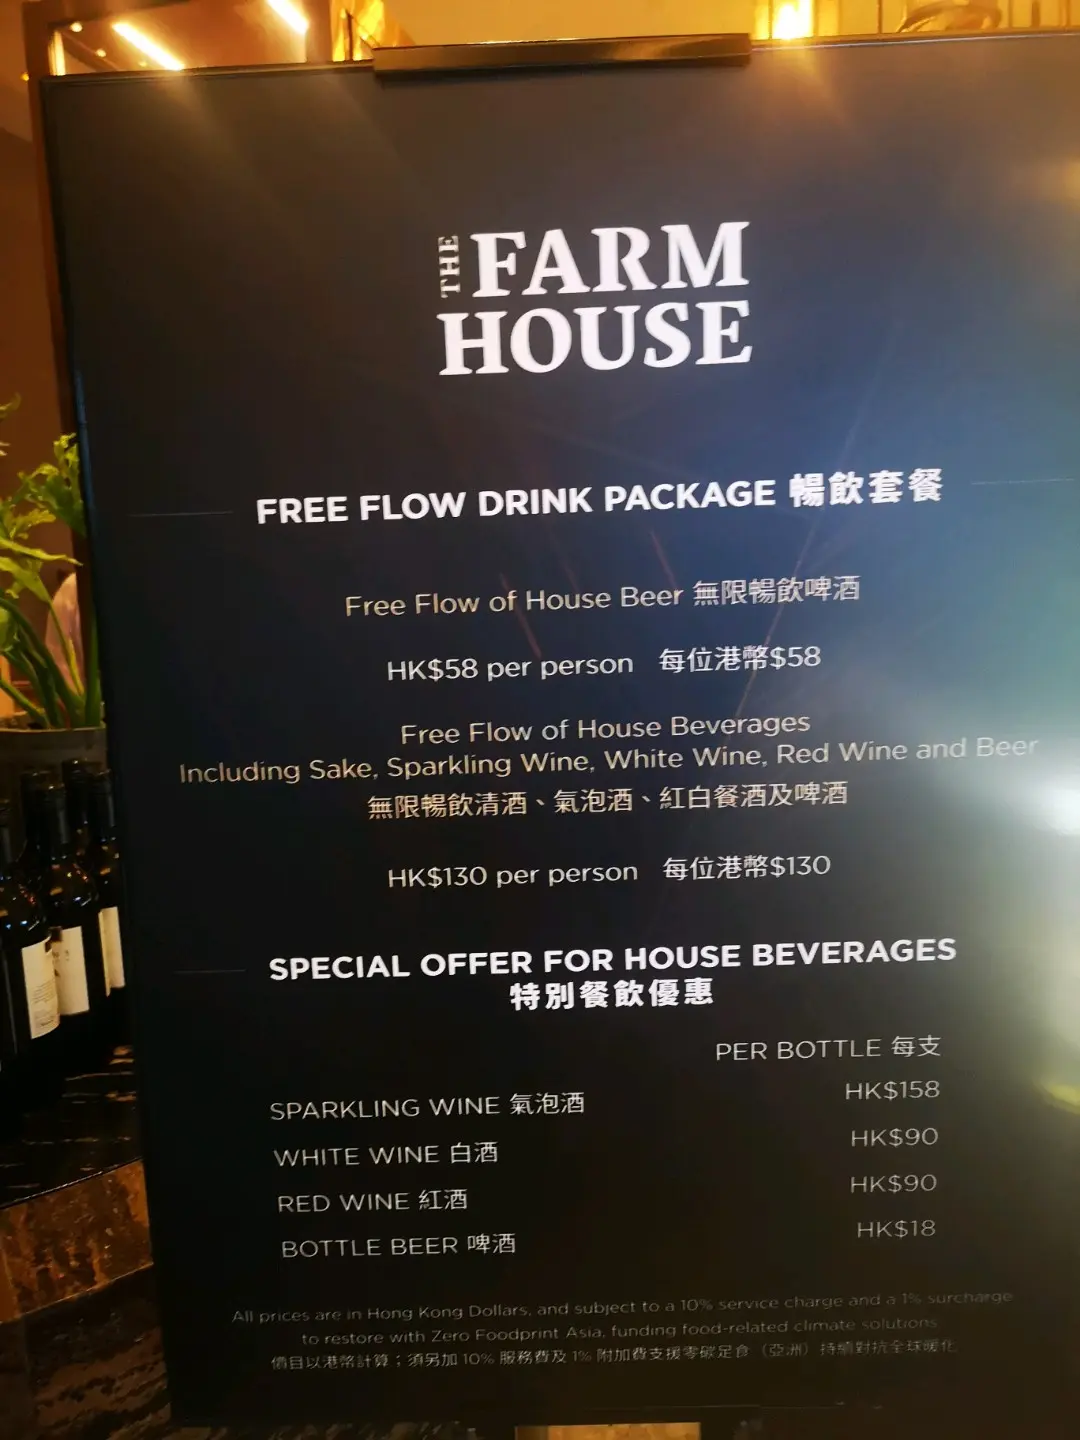 THE FARM
HOUSE
FREE FLOW DRINK PACKAGE 暢飲套餐
Free Flow of House Beer 無限暢飲啤酒
HK$58 per person 每位港幣$58
Free Flow of House Beverages
Including Sake, Sparkling Wine, White Wine, Red Wine and Beer
無限暢飲清酒、氣泡酒、紅白餐酒及啤酒
HK$130 per person 每位港幣$130
SPECIAL OFFER FOR HOUSE BEVERAGES
特別餐飲優惠
PER BOTTLE 每支
SPARKLING WINE 氣泡酒 HK$158
WHITE WINE 白酒 HK$90
RED WINE 紅酒 HK$90
BOTTLE BEER 啤酒 HK$18
All prices are in Hong Kong Dollars, and subject to a 10% service charge and a 1% surcharge
to restore with Zero Foodprint Asia, funding food-related climate solutions
價目以港幣計算；須另加 10% 服務費及 1% 附加費支援零碳足食（亞洲）持續對抗全球暖化